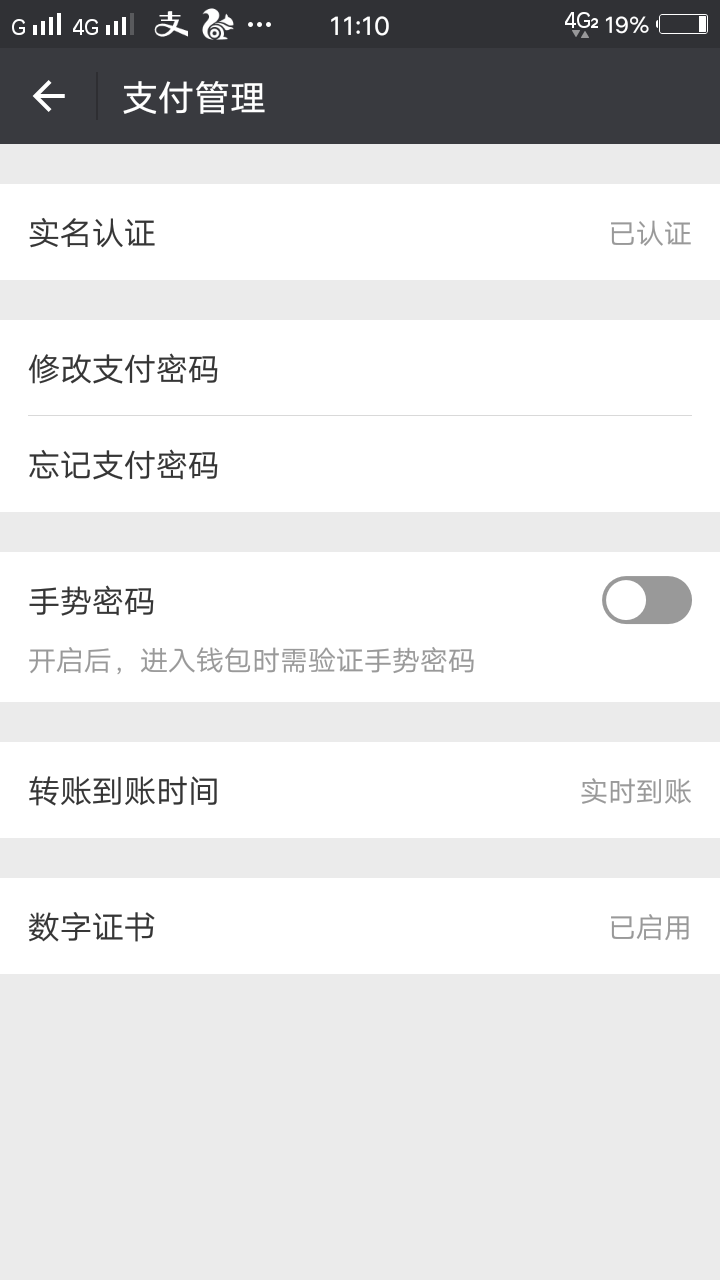 G 4G 支 ··· 11:10 4G2 19%
支付管理
实名认证 已认证
修改支付密码
忘记支付密码
手势密码
开启后，进入钱包时需验证手势密码
转账到账时间 实时到账
数字证书 已启用